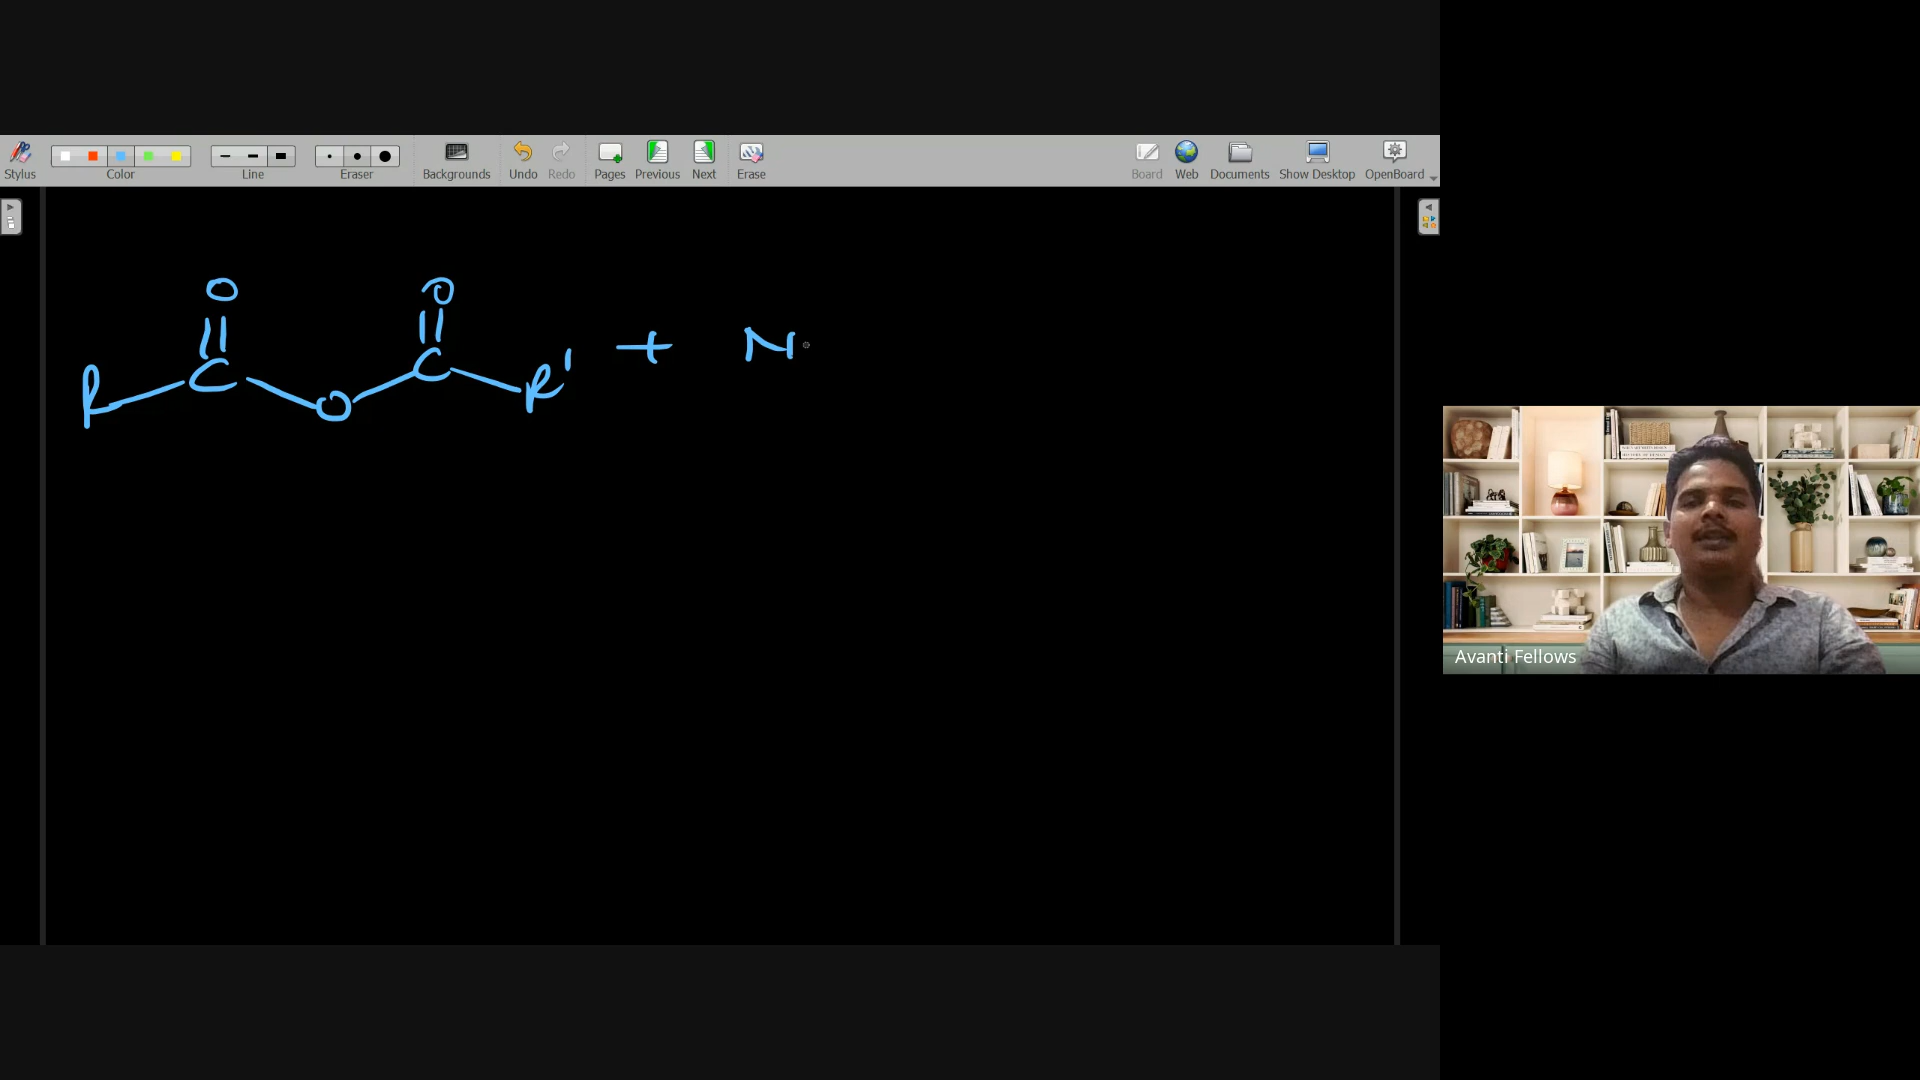 Stylus
Color
Line
Eraser
Backgrounds
Undo
Redo
Pages
Previous
Next
Erase
Board
Web
Documents
Show Desktop
OpenBoard
O O
|| ||
R C O C R' + N
Avanti Fellows